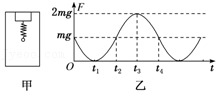 F
2mg
mg
O t₁ t₂ t₃ t₄ t
甲 乙